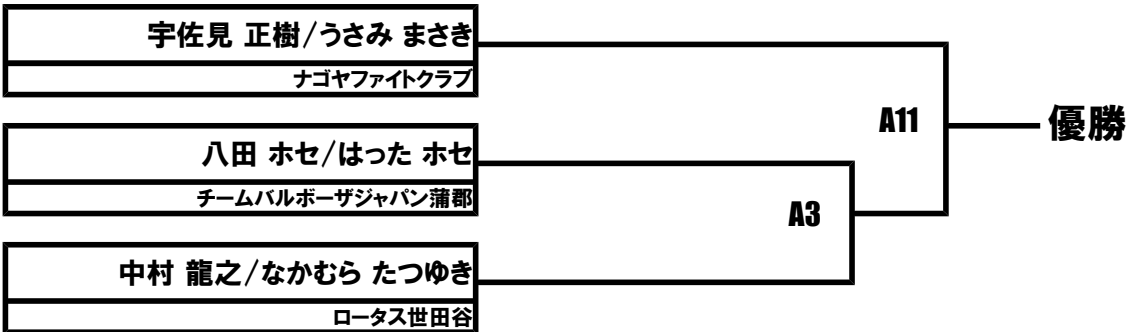 宇佐見 正樹/うさみ まさき
ナゴヤファイトクラブ
A11
優勝
八田 ホセ/はった ホセ
チームバルボーザジャパン蒲郡
A3
中村 龍之/なかむら たつゆき
ロータス世田谷